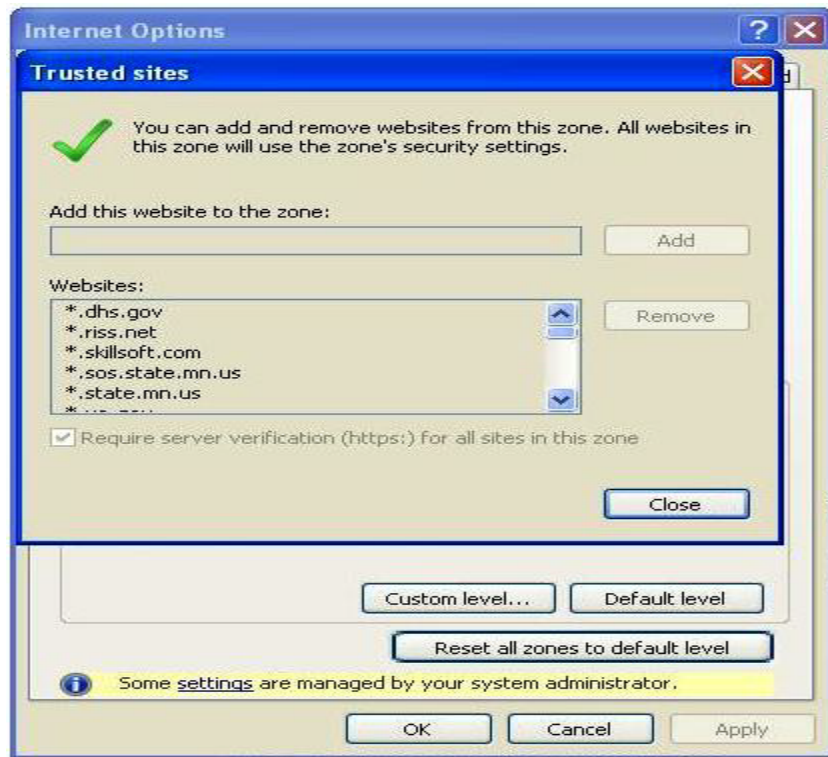 Internet Options
Trusted sites
You can add and remove websites from this zone. All websites in
this zone will use the zone's security settings.
Add this website to the zone:
Add
Websites:
*.dhs.gov
*.riss.net
*.skillsoft.com
*.sos.state.mn.us
*.state.mn.us
Remove
Require server verification (https:) for all sites in this zone
Close
Custom level...
Default level
Reset all zones to default level
Some settings are managed by your system administrator.
OK
Cancel
Apply